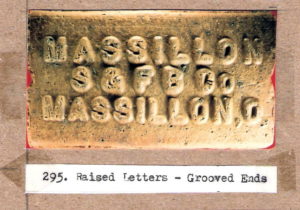 MASSILLON
S&FBCo
MASSILLON,O
295. Raised Letters - Grooved Ends